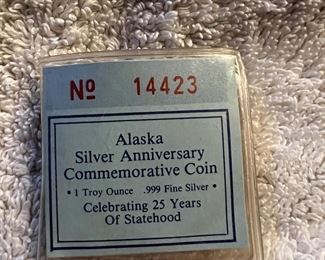 No 14423
Alaska
Silver Anniversary
Commemorative Coin
• 1 Troy Ounce .999 Fine Silver •
Celebrating 25 Years
Of Statehood